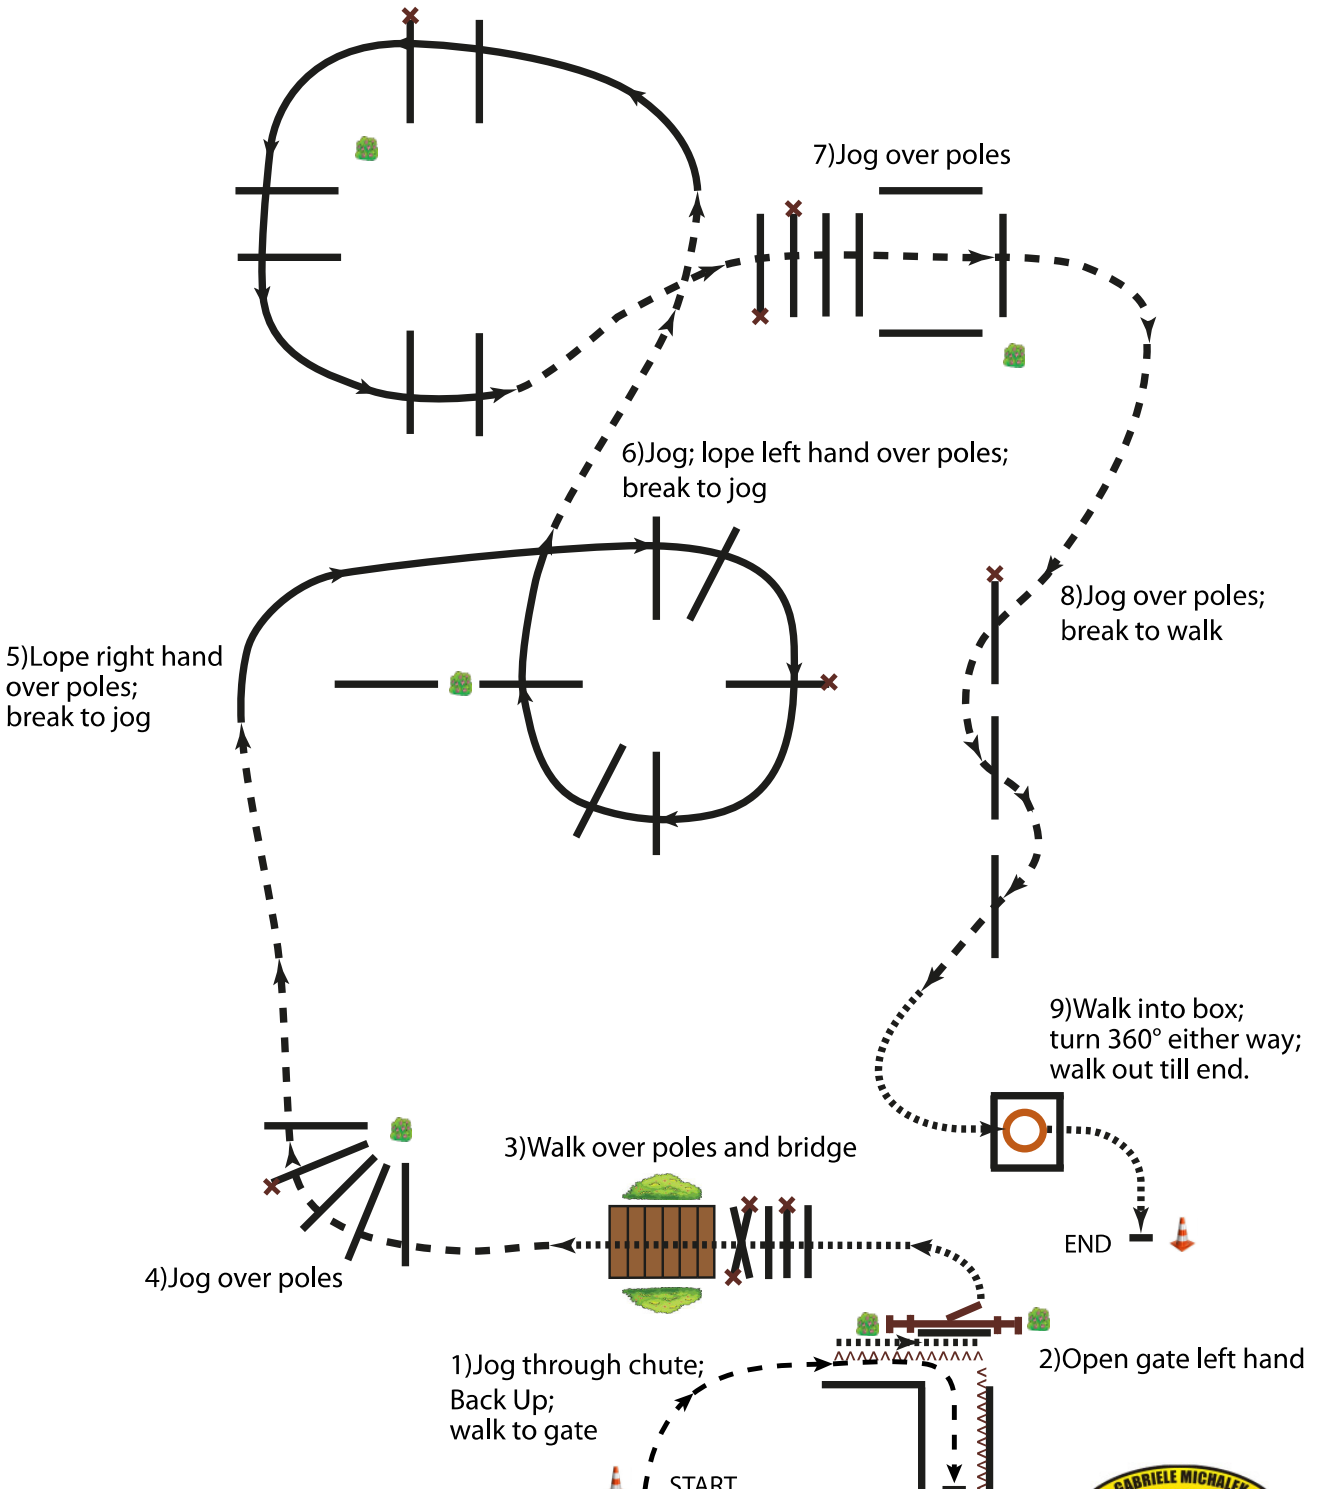 7)Jog over poles
6)Jog; lope left hand over poles;
break to jog
8)Jog over poles;
break to walk
5)Lope right hand
over poles;
break to jog
9)Walk into box;
turn 360° either way;
walk out till end.
3)Walk over poles and bridge
END
4)Jog over poles
1)Jog through chute;
Back Up;
walk to gate
2)Open gate left hand
START
GABRIELE MICHALEK